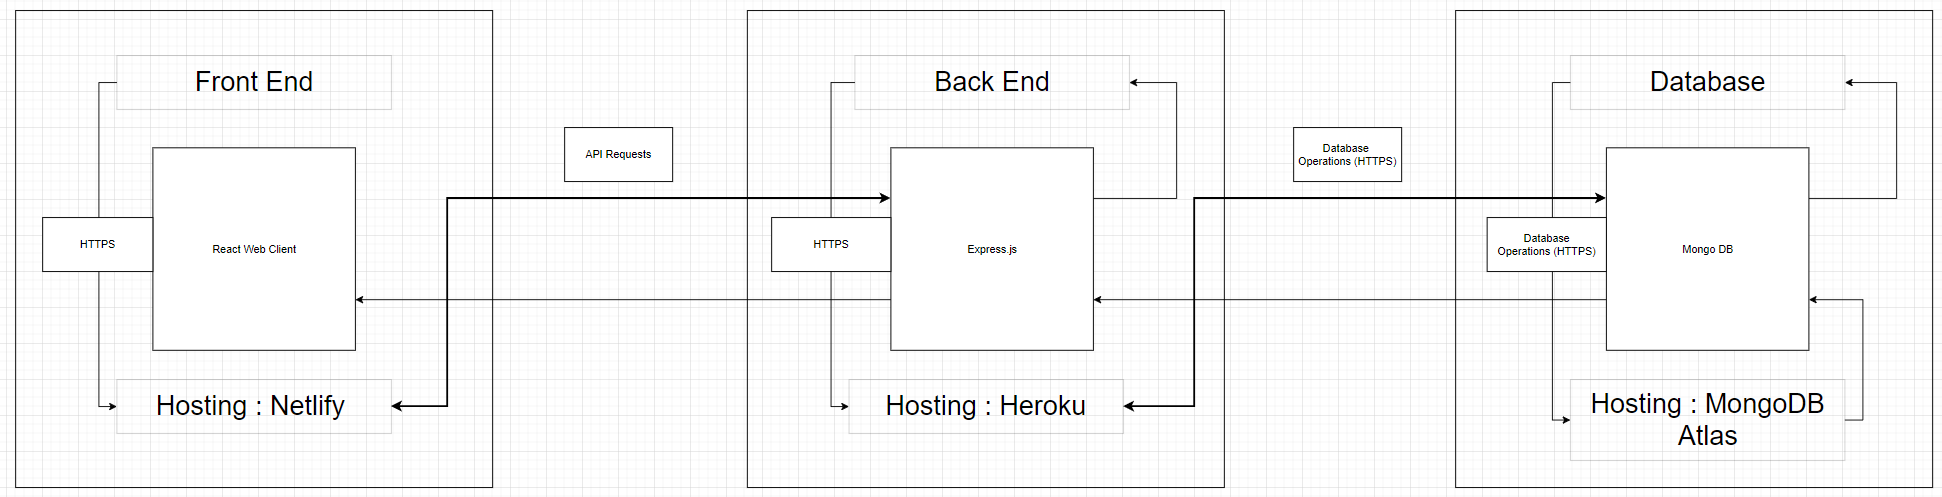 Front End
Back End
Database
API Requests
Database
Operations (HTTPS)
HTTPS
React Web Client
HTTPS
Express.js
Database
Operations (HTTPS)
Mongo DB
Hosting : Netlify
Hosting : Heroku
Hosting : MongoDB
Atlas